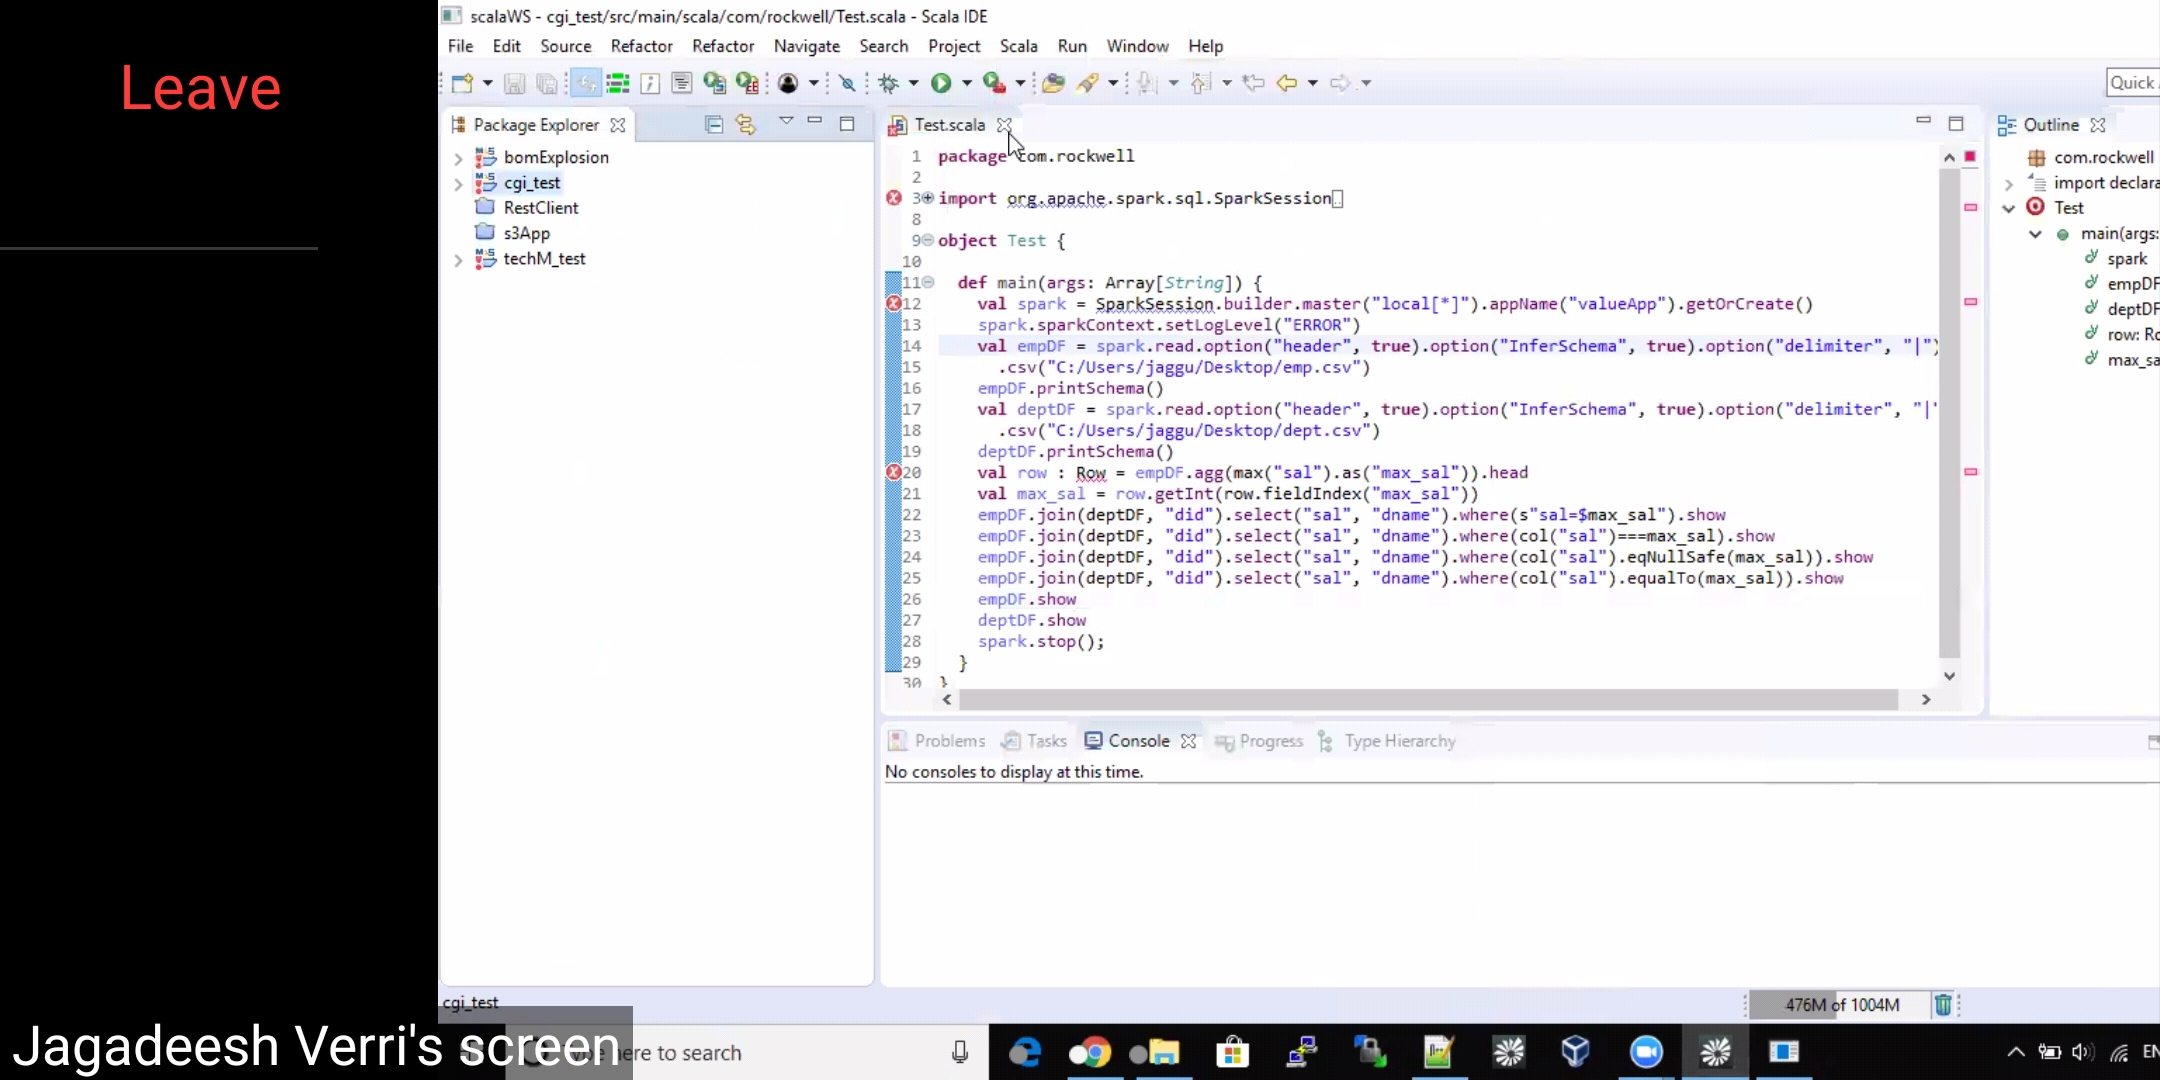 Leave
scalaWS - cgi_test/src/main/scala/com/rockwell/Test.scala - Scala IDE
File Edit Source Refactor Refactor Navigate Search Project Scala Run Window Help
Quick
Package Explorer
bomExplosion
cgi_test
RestClient
s3App
techM_test
Test.scala
1 package com.rockwell
2
3 import org.apache.spark.sql.SparkSession
8
9 object Test {
10
11 def main(args: Array[String]) {
12 val spark = SparkSession.builder.master("local[*]").appName("valueApp").getOrCreate()
13 spark.sparkContext.setLogLevel("ERROR")
14 val empDF = spark.read.option("header", true).option("InferSchema", true).option("delimiter", "|")
15 .csv("C:/Users/jaggu/Desktop/emp.csv")
16 empDF.printSchema()
17 val deptDF = spark.read.option("header", true).option("InferSchema", true).option("delimiter", "|"
18 .csv("C:/Users/jaggu/Desktop/dept.csv")
19 deptDF.printSchema()
20 val row : Row = empDF.agg(max("sal").as("max_sal")).head
21 val max_sal = row.getInt(row.fieldIndex("max_sal"))
22 empDF.join(deptDF, "did").select("sal", "dname").where(s"sal=$max_sal").show
23 empDF.join(deptDF, "did").select("sal", "dname").where(col("sal")===max_sal).show
24 empDF.join(deptDF, "did").select("sal", "dname").where(col("sal").eqNullSafe(max_sal)).show
25 empDF.join(deptDF, "did").select("sal", "dname").where(col("sal").equalTo(max_sal)).show
26 empDF.show
27 deptDF.show
28 spark.stop();
29 }
30 }
Outline
com.rockwell
import declara
Test
main(args:
spark
empDF
deptDF
row: Ro
max_sa
Problems Tasks Console Progress Type Hierarchy
No consoles to display at this time.
cgi_test
476M of 1004M
Jagadeesh Verri's screen
here to search
EN